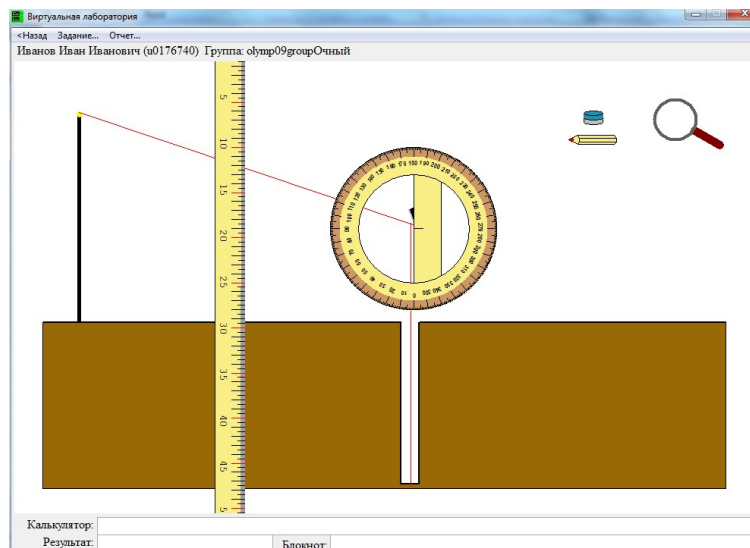 Виртуальная лаборатория
<Назад Задание... Отчет...
Иванов Иван Иванович (u0176740) Группа: olymp09groupОчный
5
10
15
20
25
30
35
40
45
5
Калькулятор:
Результат:
Блокнот: